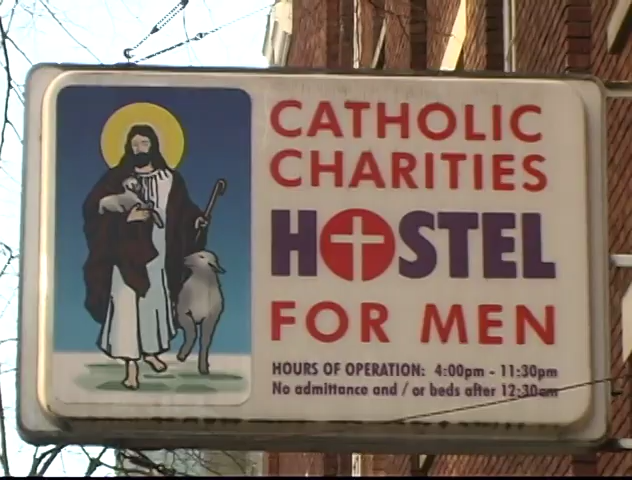 CATHOLIC
CHARITIES
HOSTEL
FOR MEN
HOURS OF OPERATION: 4:00pm - 11:30pm
No admittance and / or beds after 12:30am